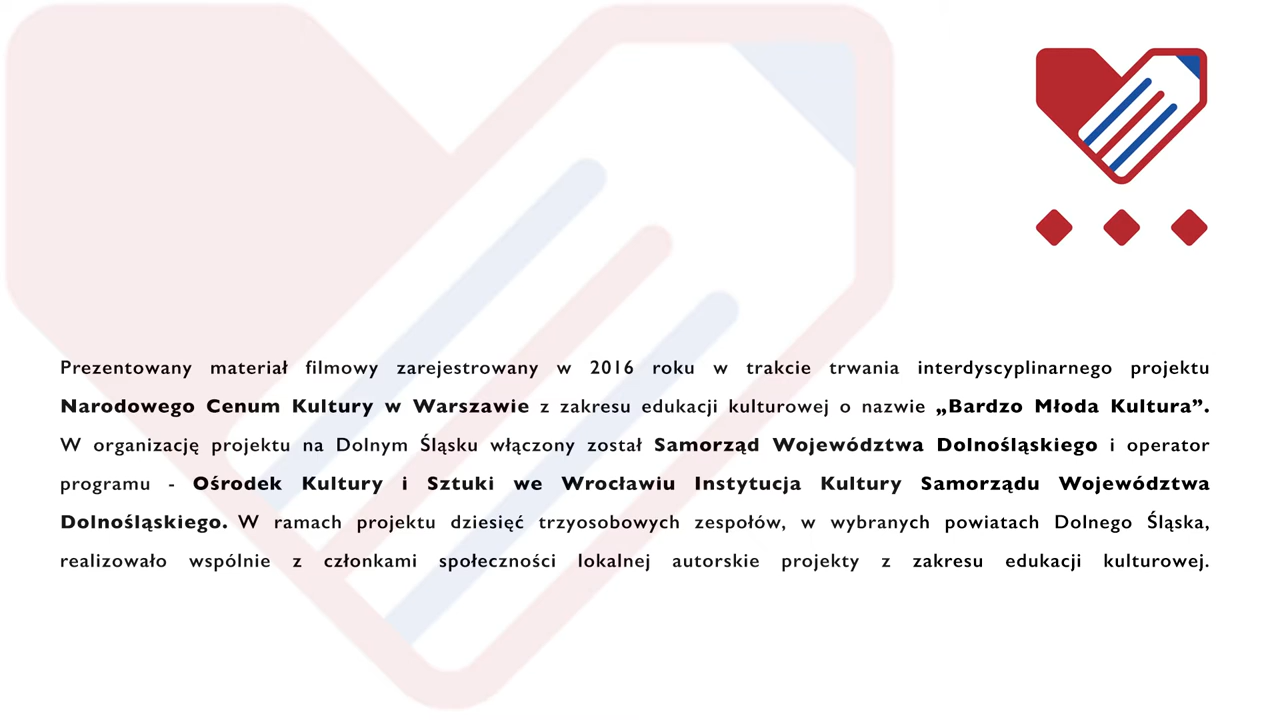 Prezentowany materiał filmowy zarejestrowany w 2016 roku w trakcie trwania interdyscyplinarnego projektu
Narodowego Cenum Kultury w Warszawie z zakresu edukacji kulturowej o nazwie „Bardzo Młoda Kultura”.
W organizację projektu na Dolnym Śląsku włączony został Samorząd Województwa Dolnośląskiego i operator
programu - Ośrodek Kultury i Sztuki we Wrocławiu Instytucja Kultury Samorządu Województwa
Dolnośląskiego. W ramach projektu dziesięć trzyosobowych zespołów, w wybranych powiatach Dolnego Śląska,
realizowało wspólnie z członkami społeczności lokalnej autorskie projekty z zakresu edukacji kulturowej.